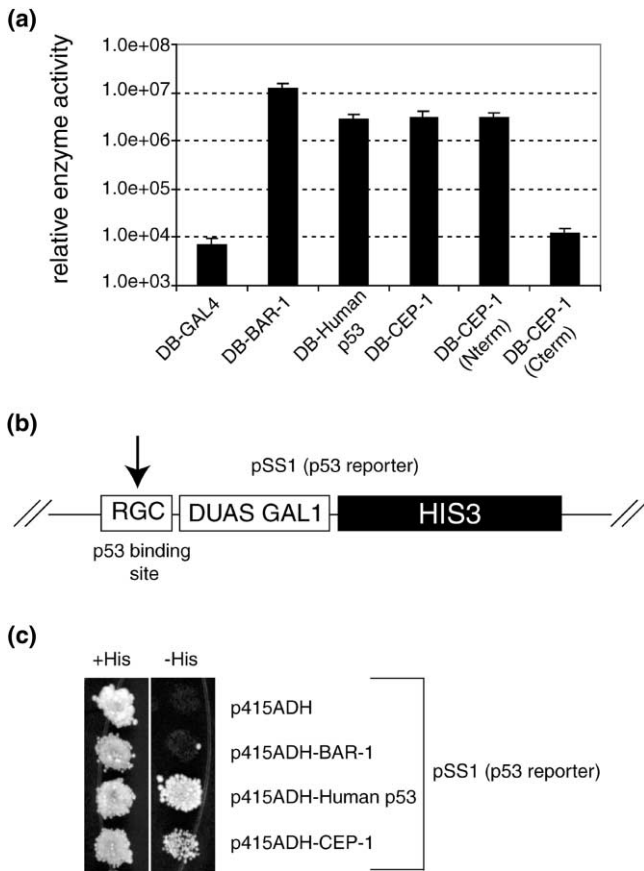 (a)
relative enzyme activity
1.0e+08
1.0e+07
1.0e+06
1.0e+05
1.0e+04
1.0e+03
DB-GAL4
DB-BAR-1
DB-Human
p53
DB-CEP-1
DB-CEP-1
(Nterm)
DB-CEP-1
(Cterm)
(b)
pSS1 (p53 reporter)
RGC
DUAS GAL1
HIS3
p53 binding
site
(c)
+His
-His
p415ADH
p415ADH-BAR-1
p415ADH-Human p53
p415ADH-CEP-1
pSS1 (p53 reporter)